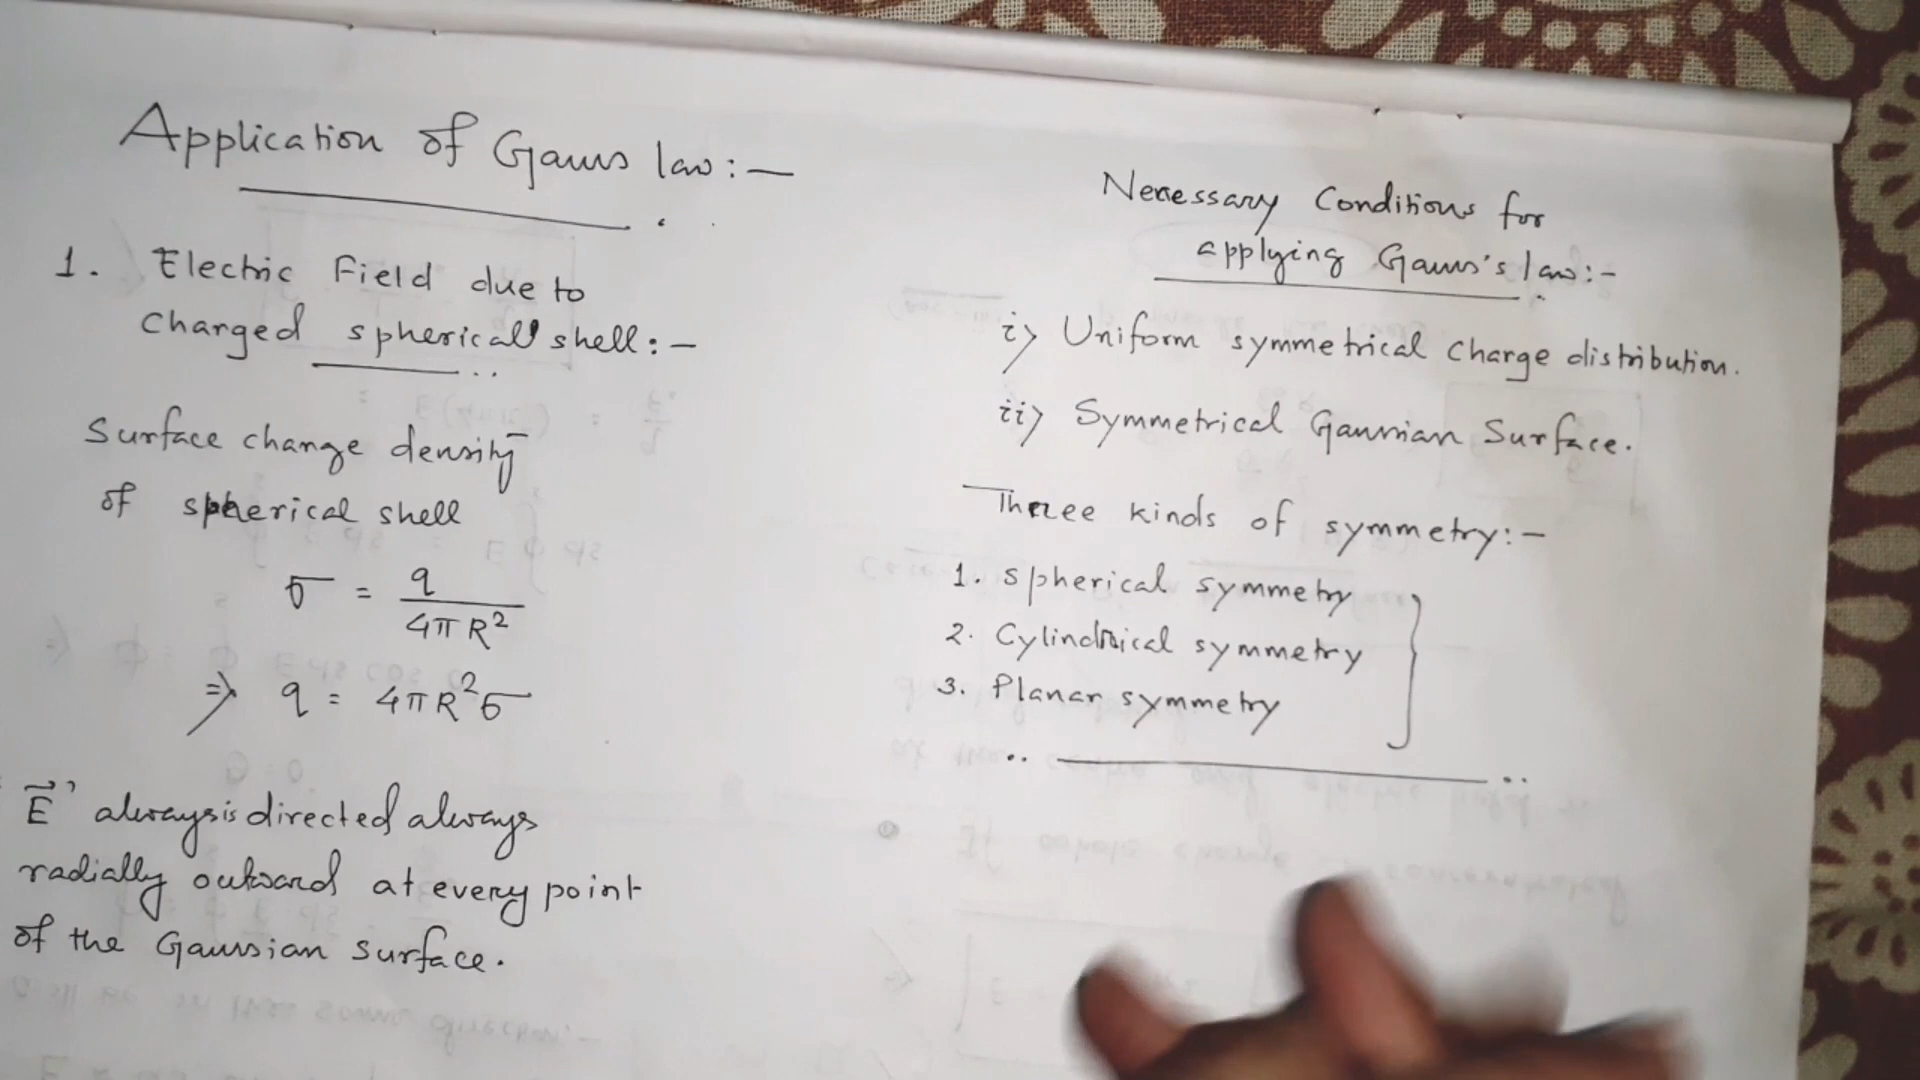 Application of Gauss law:-
1. Electric Field due to
charged spherical shell:-
Surface change density
of spherical shell
σ = q / 4πR²
⇒ q = 4πR²σ
E⃗ always is directed always
radially outward at every point
of the Gaussian surface.
Necessary Conditions for
applying Gauss's law:-
i) Uniform symmetrical charge distribution.
ii) Symmetrical Gaussian Surface.
Three kinds of symmetry:-
1. Spherical symmetry
2. Cylindrical symmetry
3. Planar symmetry